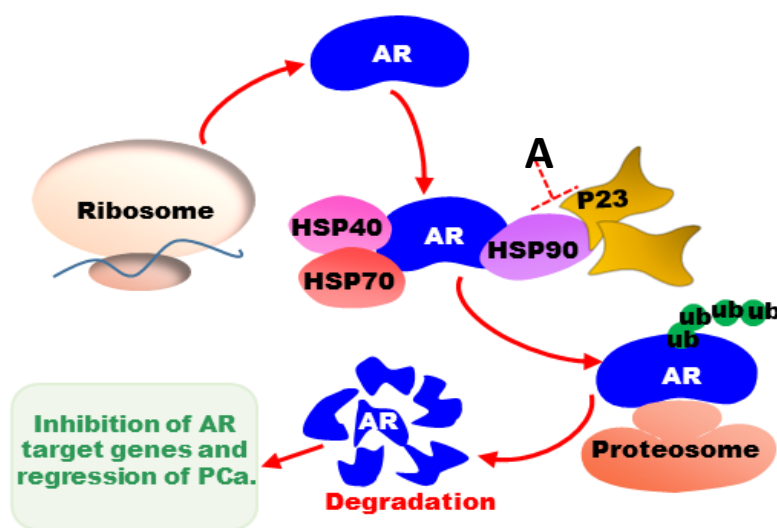 AR
A
P23
Ribosome
HSP40
AR
HSP90
HSP70
ub
ub
ub
ub
AR
Proteosome
AR
Degradation
Inhibition of AR
target genes and
regression of PCa.